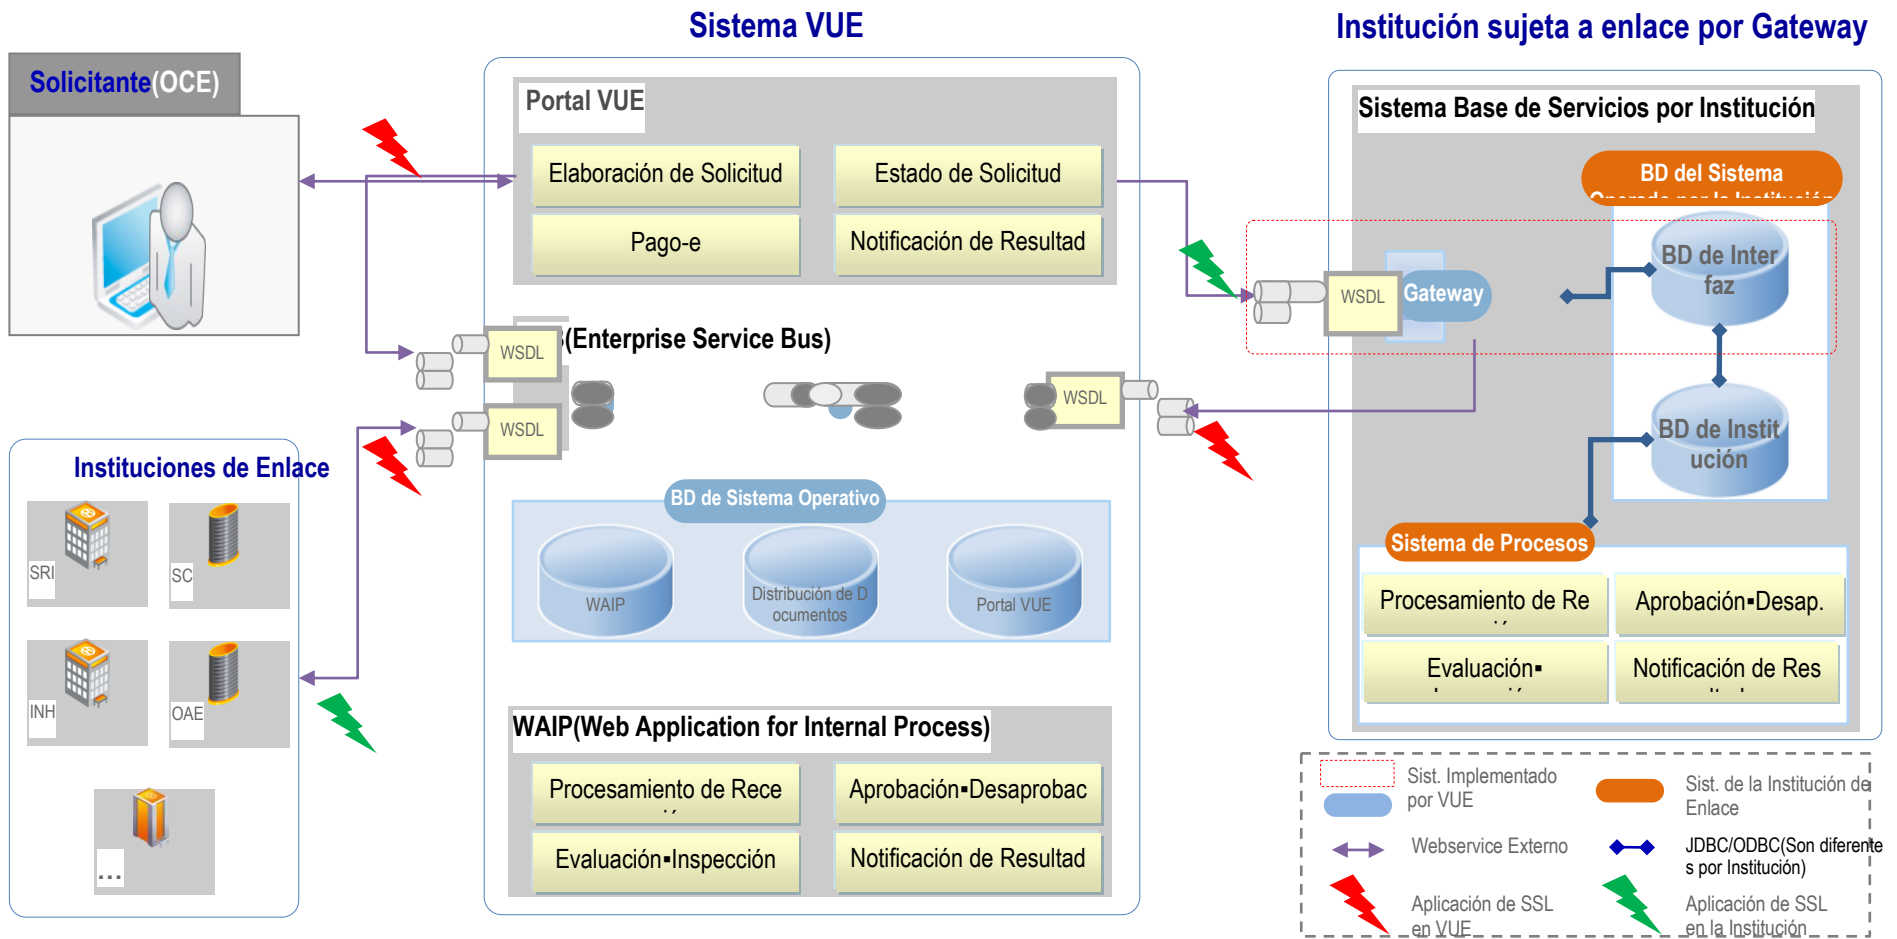 Sistema VUE
Institución sujeta a enlace por Gateway
Solicitante(OCE)
Portal VUE
Elaboración de Solicitud
Estado de Solicitud
Pago-e
Notificación de Resultad
(Enterprise Service Bus)
WSDL
WSDL
WSDL
Instituciones de Enlace
SRI
SC
INH
OAE
...
BD de Sistema Operativo
WAIP
Distribución de D
ocumentos
Portal VUE
WAIP(Web Application for Internal Process)
Procesamiento de Rece
Aprobación▪Desaprobac
Evaluación▪Inspección
Notificación de Resultad
Sistema Base de Servicios por Institución
BD del Sistema
Operado por la Institución
BD de Inter
faz
WSDL
Gateway
BD de Instit
ución
Sistema de Procesos
Procesamiento de Re
Aprobación▪Desap.
Evaluación▪
Notificación de Res
Sist. Implementado
por VUE
Sist. de la Institución de
Enlace
Webservice Externo
JDBC/ODBC(Son diferente
s por Institución)
Aplicación de SSL
en VUE
Aplicación de SSL
en la Institución